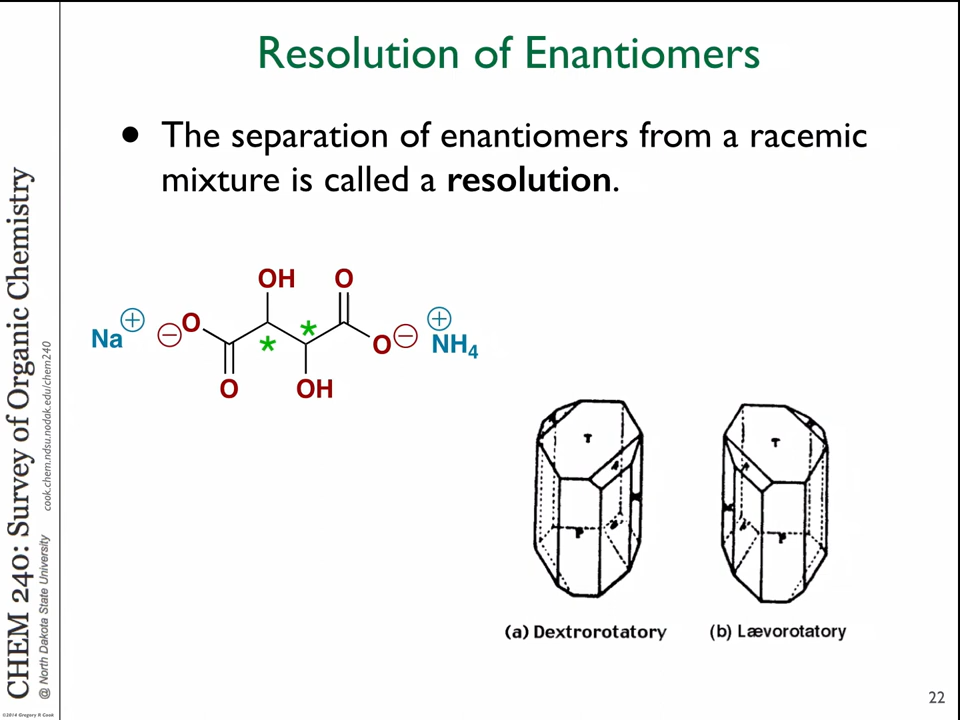 Resolution of Enantiomers
• The separation of enantiomers from a racemic
mixture is called a resolution.
OH O
Na⊕ ⊖O * * O⊖ ⊕NH₄
O OH
T
T
P
P
(a) Dextrorotatory
(b) Lævorotatory
CHEM 240: Survey of Organic Chemistry
@ North Dakota State University cook.chem.ndsu.nodak.edu/chem240
©2014 Gregory R Cook
22